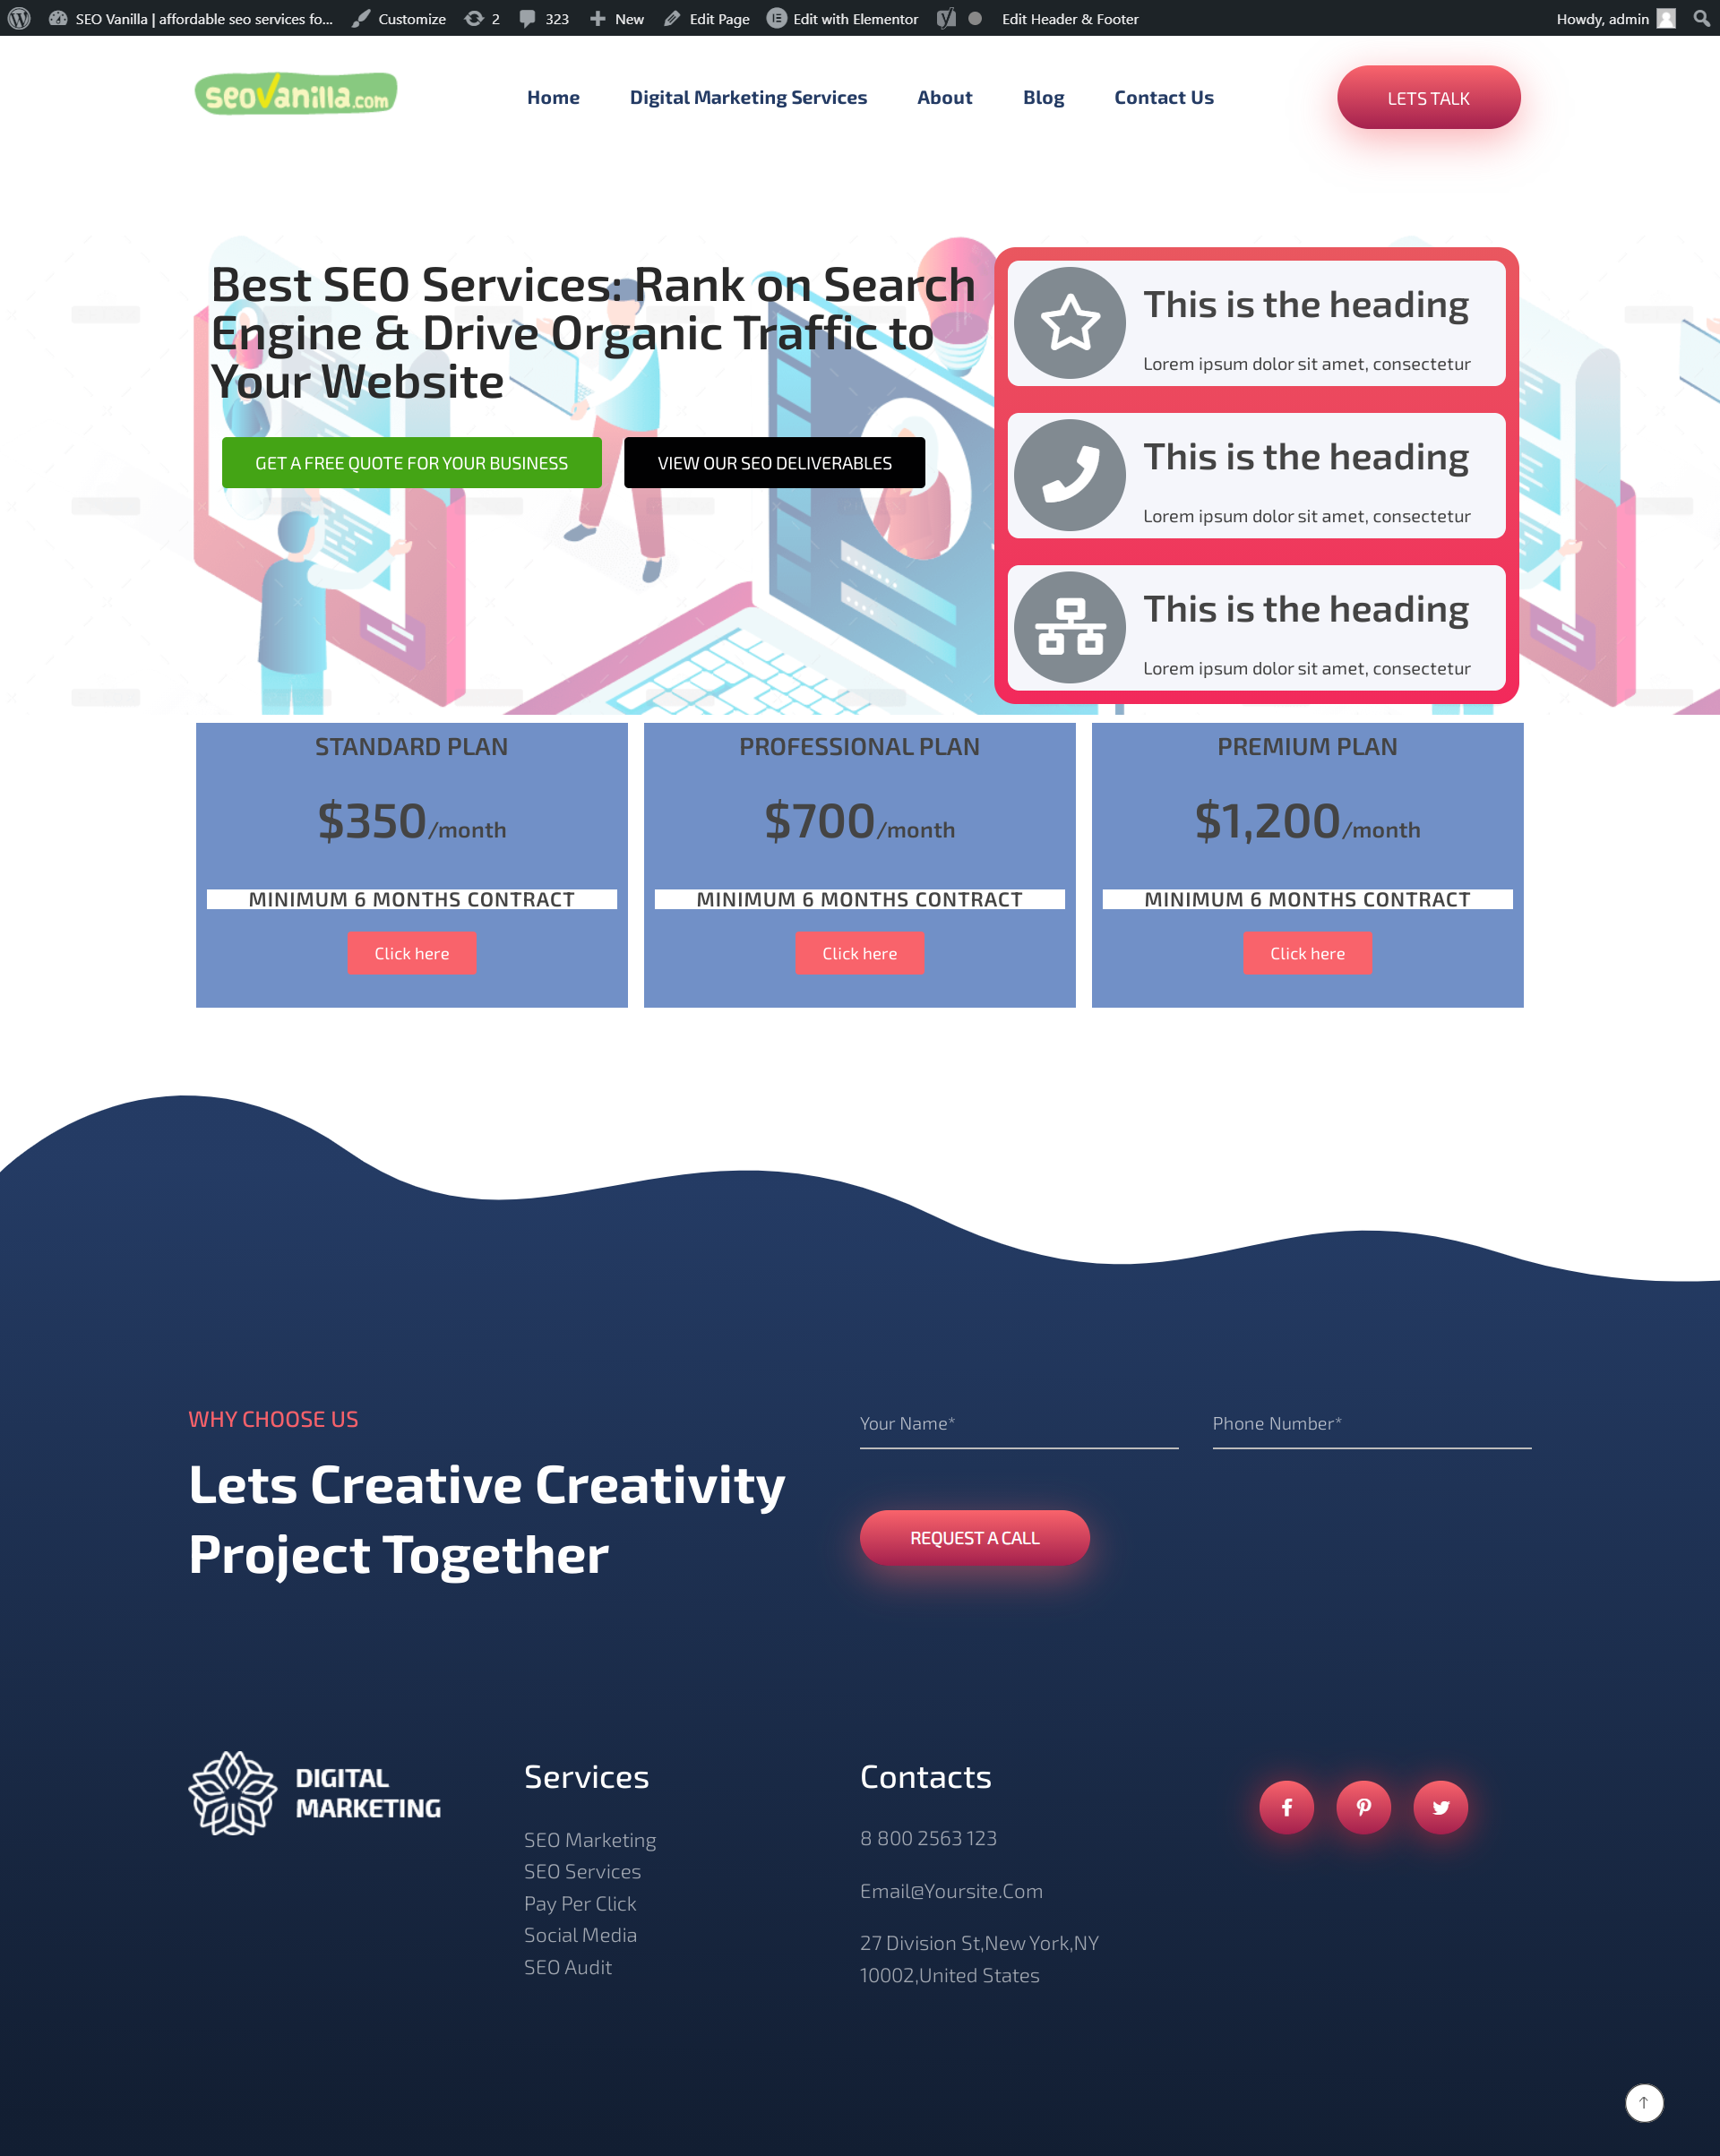 SEO Vanilla | affordable seo services fo... Customize 2 323 New Edit Page Edit with Elementor Edit Header & Footer Howdy, admin
seoVanilla.com
Home Digital Marketing Services About Blog Contact Us
LETS TALK
Best SEO Services: Rank on Search
Engine & Drive Organic Traffic to
Your Website
GET A FREE QUOTE FOR YOUR BUSINESS
VIEW OUR SEO DELIVERABLES
This is the heading
Lorem ipsum dolor sit amet, consectetur
This is the heading
Lorem ipsum dolor sit amet, consectetur
This is the heading
Lorem ipsum dolor sit amet, consectetur
STANDARD PLAN
$350/month
MINIMUM 6 MONTHS CONTRACT
Click here
PROFESSIONAL PLAN
$700/month
MINIMUM 6 MONTHS CONTRACT
Click here
PREMIUM PLAN
$1,200/month
MINIMUM 6 MONTHS CONTRACT
Click here
WHY CHOOSE US
Lets Creative Creativity
Project Together
Your Name*
Phone Number*
REQUEST A CALL
DIGITAL
MARKETING
Services
SEO Marketing
SEO Services
Pay Per Click
Social Media
SEO Audit
Contacts
8 800 2563 123
Email@Yoursite.Com
27 Division St,New York,NY
10002,United States